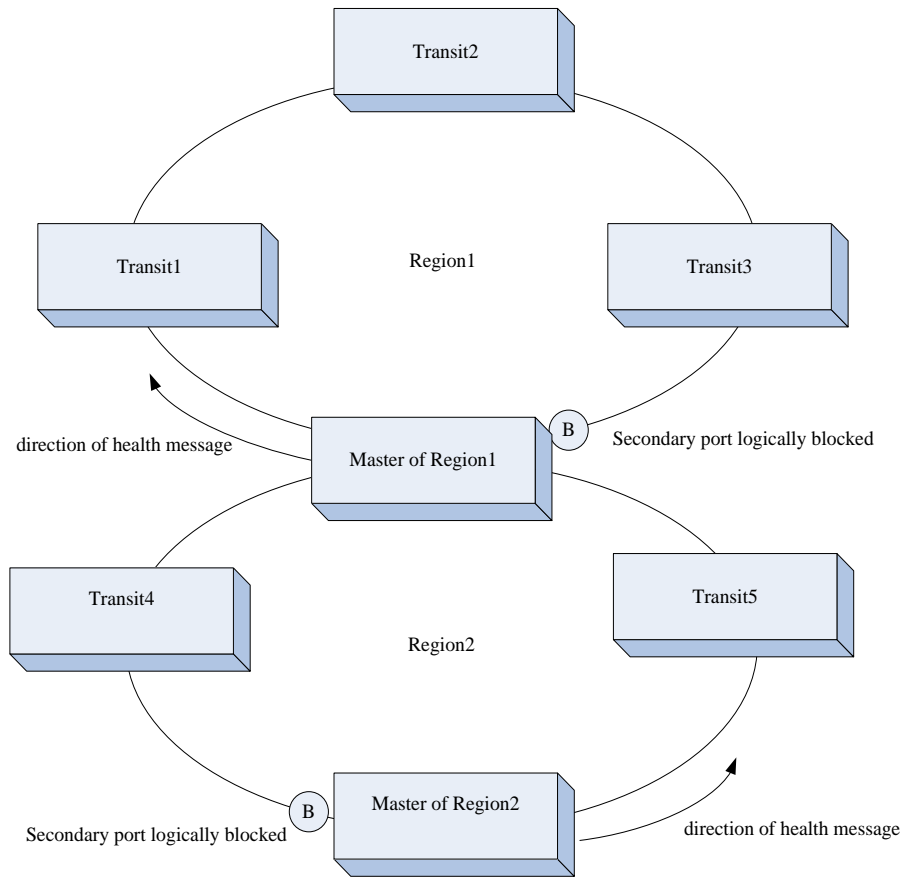 Transit2
Transit1
Region1
Transit3
direction of health message
Master of Region1
B
Secondary port logically blocked
Transit4
Transit5
Region2
B
Master of Region2
Secondary port logically blocked
direction of health message